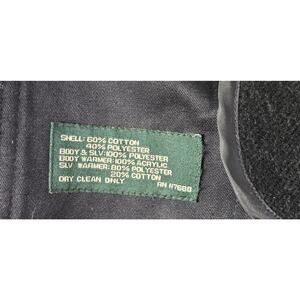 SHELL: 60% COTTON
40% POLYESTER
BODY & SLV: 100% POLYESTER
BODY WARMER: 100% ACRYLIC
SLV WARMER: 80% POLYESTER
20% COTTON
DRY CLEAN ONLY RN #7688